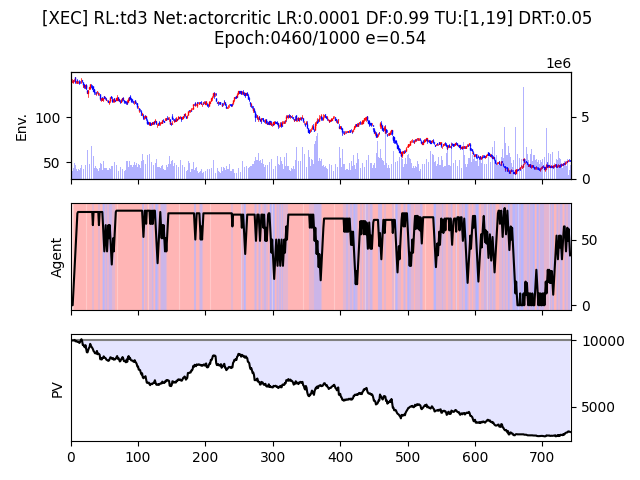 [XEC] RL:td3 Net:actorcritic LR:0.0001 DF:0.99 TU:[1,19] DRT:0.05
Epoch:0460/1000 e=0.54
1e6
Env.
100
50
5
0
Agent
50
0
PV
10000
5000
0 100 200 300 400 500 600 700